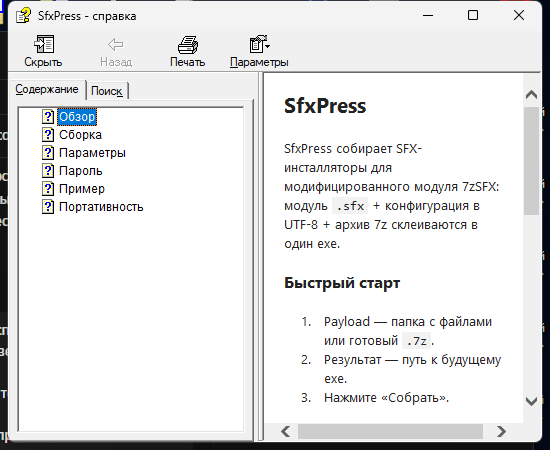 SfxPress - справка
Скрыть
Назад
Печать
Параметры
Содержание
Поиск
Обзор
Сборка
Параметры
Пароль
Пример
Портативность
SfxPress
SfxPress собирает SFX-
инсталляторы для
модифицированного модуля 7zSFX:
модуль .sfx + конфигурация в
UTF-8 + архив 7z склеиваются в
один exe.
Быстрый старт
1. Payload — папка с файлами
или готовый .7z.
2. Результат — путь к будущему
exe.
3. Нажмите «Собрать».